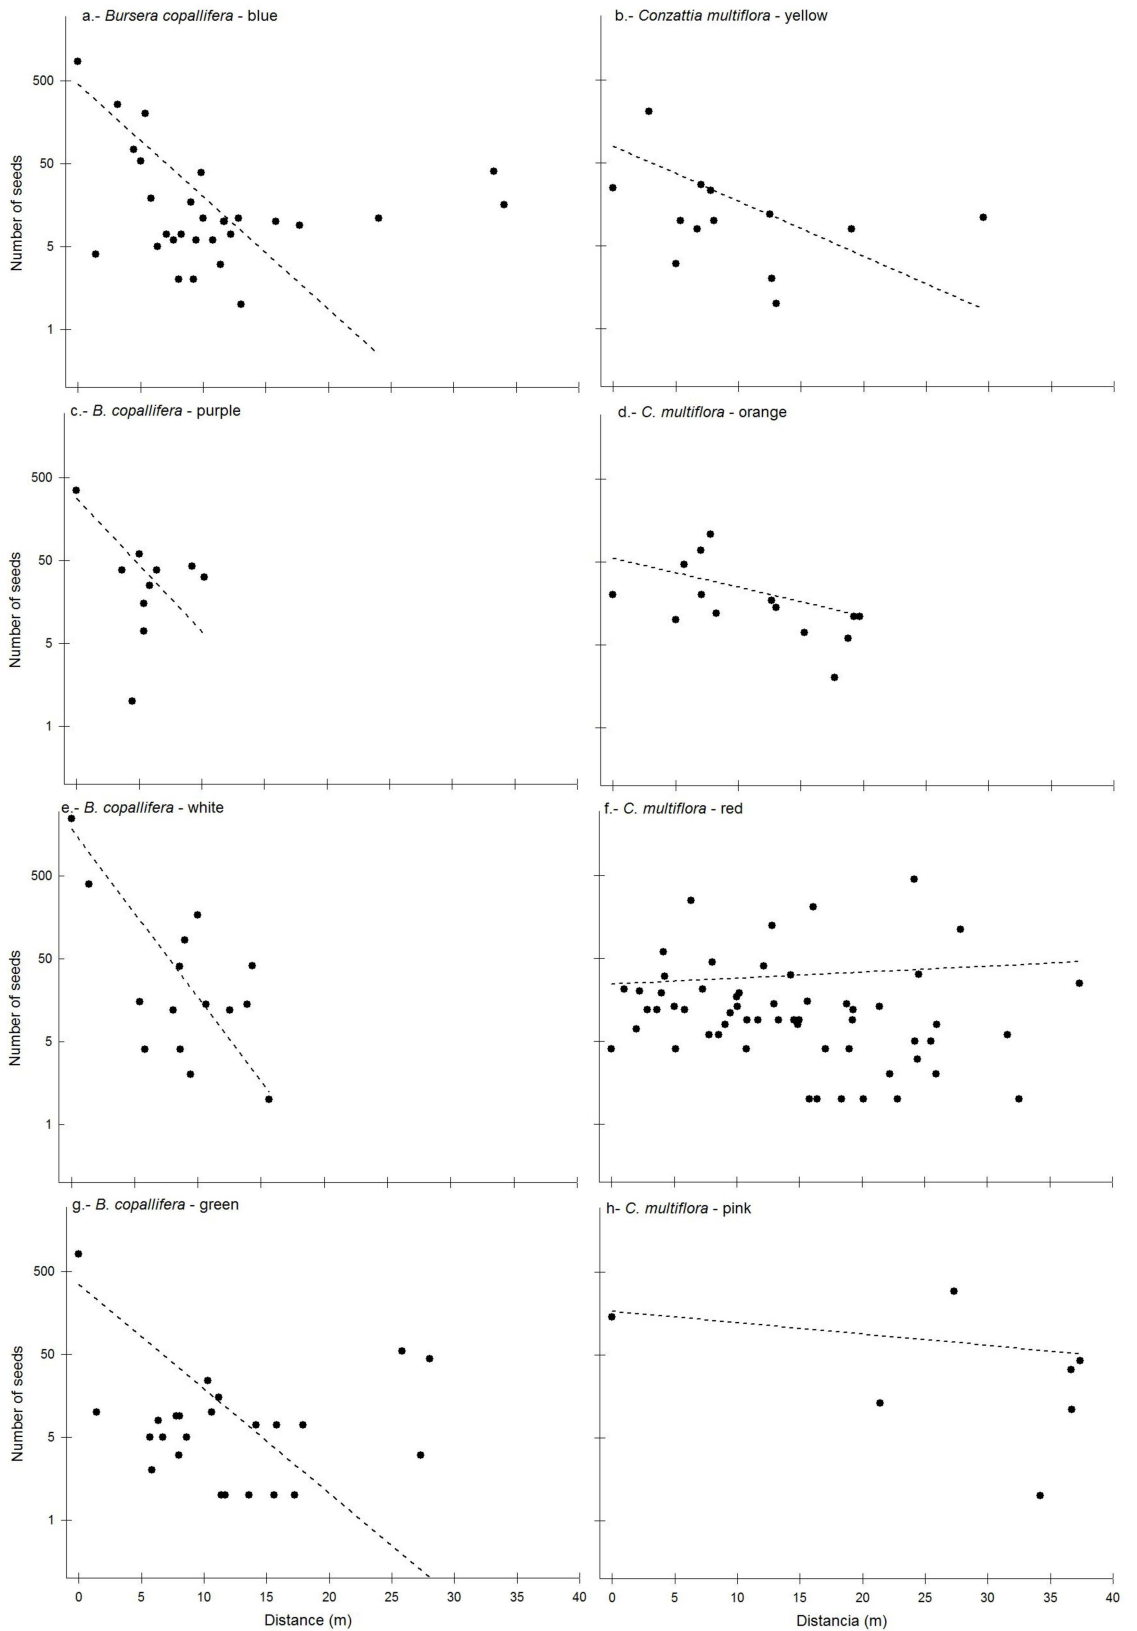 a.- Bursera copallifera - blue
b.- Conzattia multiflora - yellow
500
50
5
1
Number of seeds
c.- B. copallifera - purple
d.- C. multiflora - orange
500
50
5
1
Number of seeds
e.- B. copallifera - white
f.- C. multiflora - red
500
50
5
1
Number of seeds
g.- B. copallifera - green
h- C. multiflora - pink
500
50
5
1
Number of seeds
0 5 10 15 20 25 30 35 40
0 5 10 15 20 25 30 35 40
Distance (m)
Distancia (m)